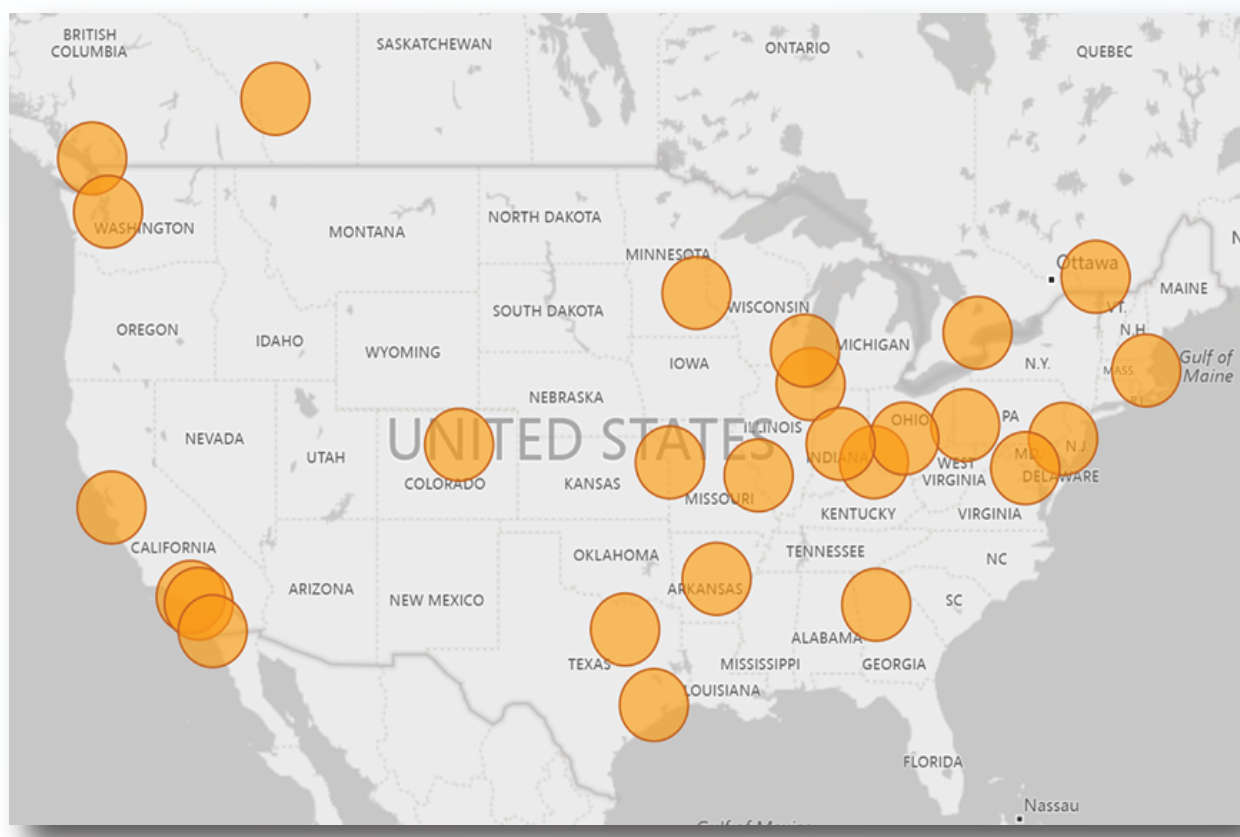 BRITISH
COLUMBIA
SASKATCHEWAN
ONTARIO
QUEBEC
WASHINGTON
MONTANA
NORTH DAKOTA
MINNESOTA
Ottawa
MAINE
OREGON
IDAHO
WYOMING
SOUTH DAKOTA
WISCONSIN
MICHIGAN
VT.
N.H.
Gulf of
Maine
IOWA
N.Y.
MASS.
NEBRASKA
NEVADA
UTAH
UNITED STATES
ILLINOIS
OHIO
PA
N.J.
COLORADO
KANSAS
MISSOURI
INDIANA
WEST
VIRGINIA
MD
DELAWARE
KENTUCKY
VIRGINIA
CALIFORNIA
ARIZONA
NEW MEXICO
OKLAHOMA
ARKANSAS
TENNESSEE
NC
SC
TEXAS
LOUISIANA
MISSISSIPPI
ALABAMA
GEORGIA
FLORIDA
Nassau